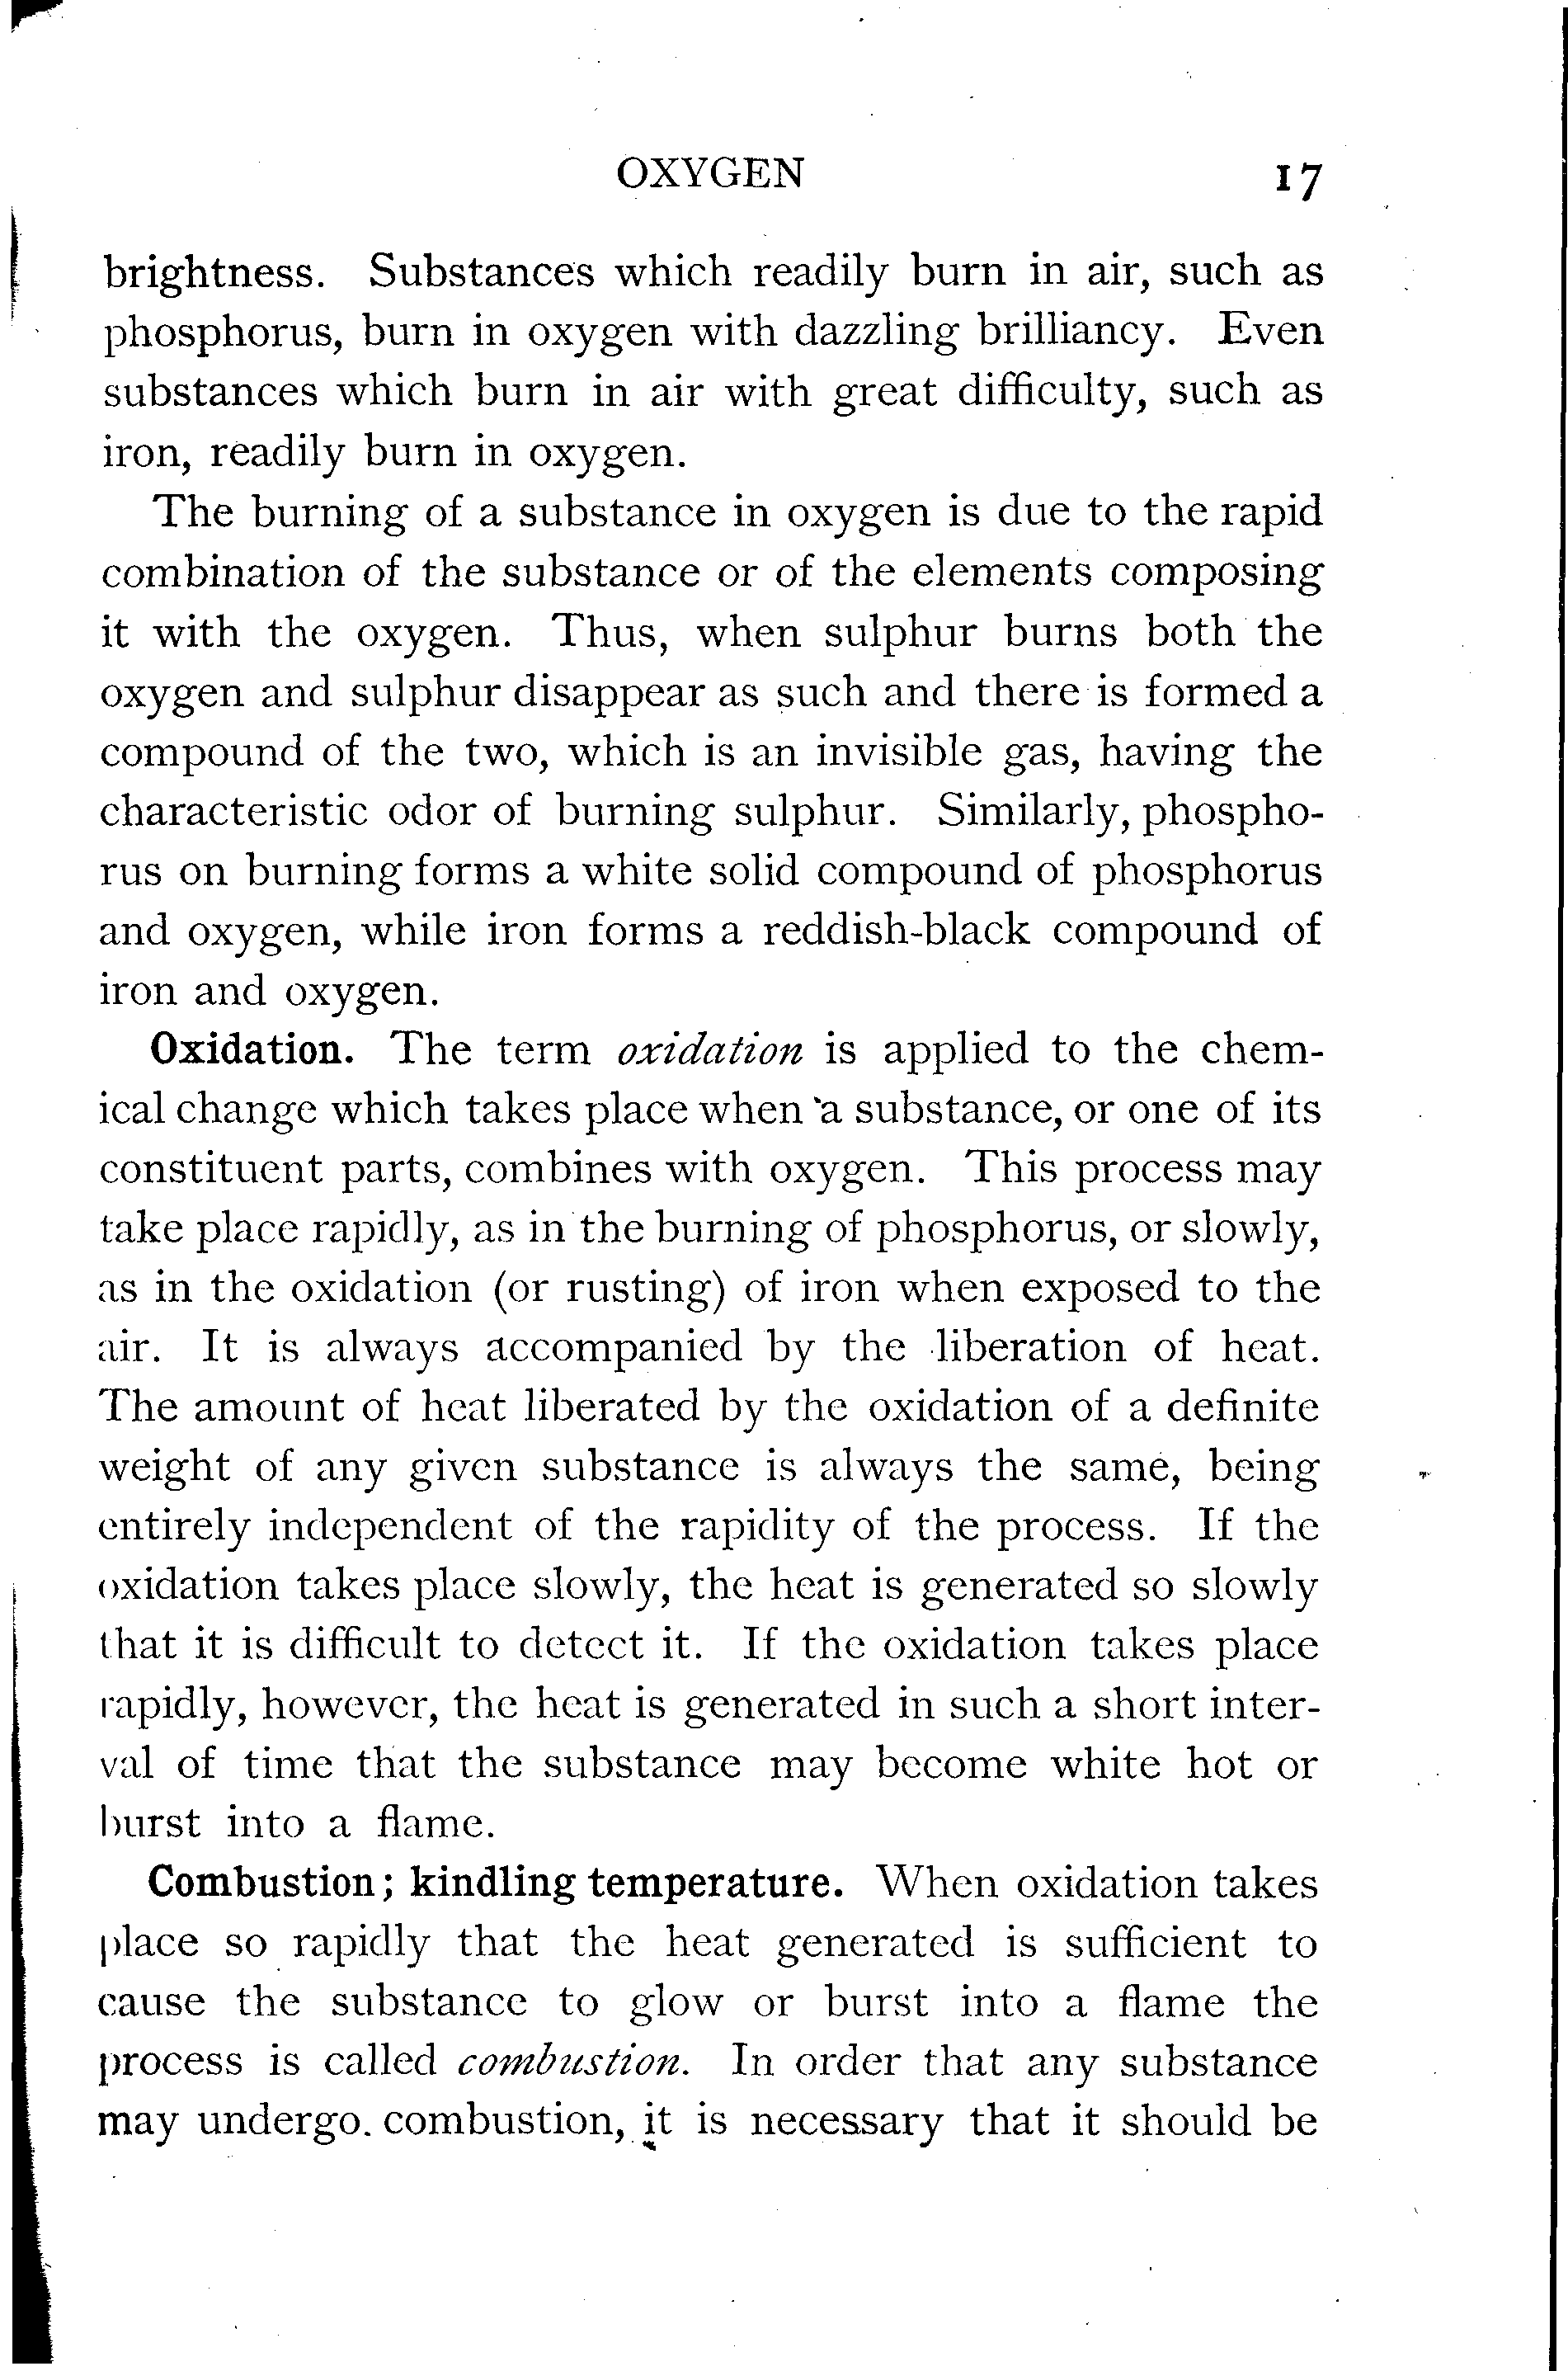 OXYGEN 17
brightness. Substances which readily burn in air, such as
phosphorus, burn in oxygen with dazzling brilliancy. Even
substances which burn in air with great difficulty, such as
iron, readily burn in oxygen.
The burning of a substance in oxygen is due to the rapid
combination of the substance or of the elements composing
it with the oxygen. Thus, when sulphur burns both the
oxygen and sulphur disappear as such and there is formed a
compound of the two, which is an invisible gas, having the
characteristic odor of burning sulphur. Similarly, phospho-
rus on burning forms a white solid compound of phosphorus
and oxygen, while iron forms a reddish-black compound of
iron and oxygen.
Oxidation. The term oxidation is applied to the chem-
ical change which takes place when a substance, or one of its
constituent parts, combines with oxygen. This process may
take place rapidly, as in the burning of phosphorus, or slowly,
as in the oxidation (or rusting) of iron when exposed to the
air. It is always accompanied by the liberation of heat.
The amount of heat liberated by the oxidation of a definite
weight of any given substance is always the same, being
entirely independent of the rapidity of the process. If the
oxidation takes place slowly, the heat is generated so slowly
that it is difficult to detect it. If the oxidation takes place
rapidly, however, the heat is generated in such a short inter-
val of time that the substance may become white hot or
burst into a flame.
Combustion; kindling temperature. When oxidation takes
place so rapidly that the heat generated is sufficient to
cause the substance to glow or burst into a flame the
process is called combustion. In order that any substance
may undergo combustion, it is necessary that it should be